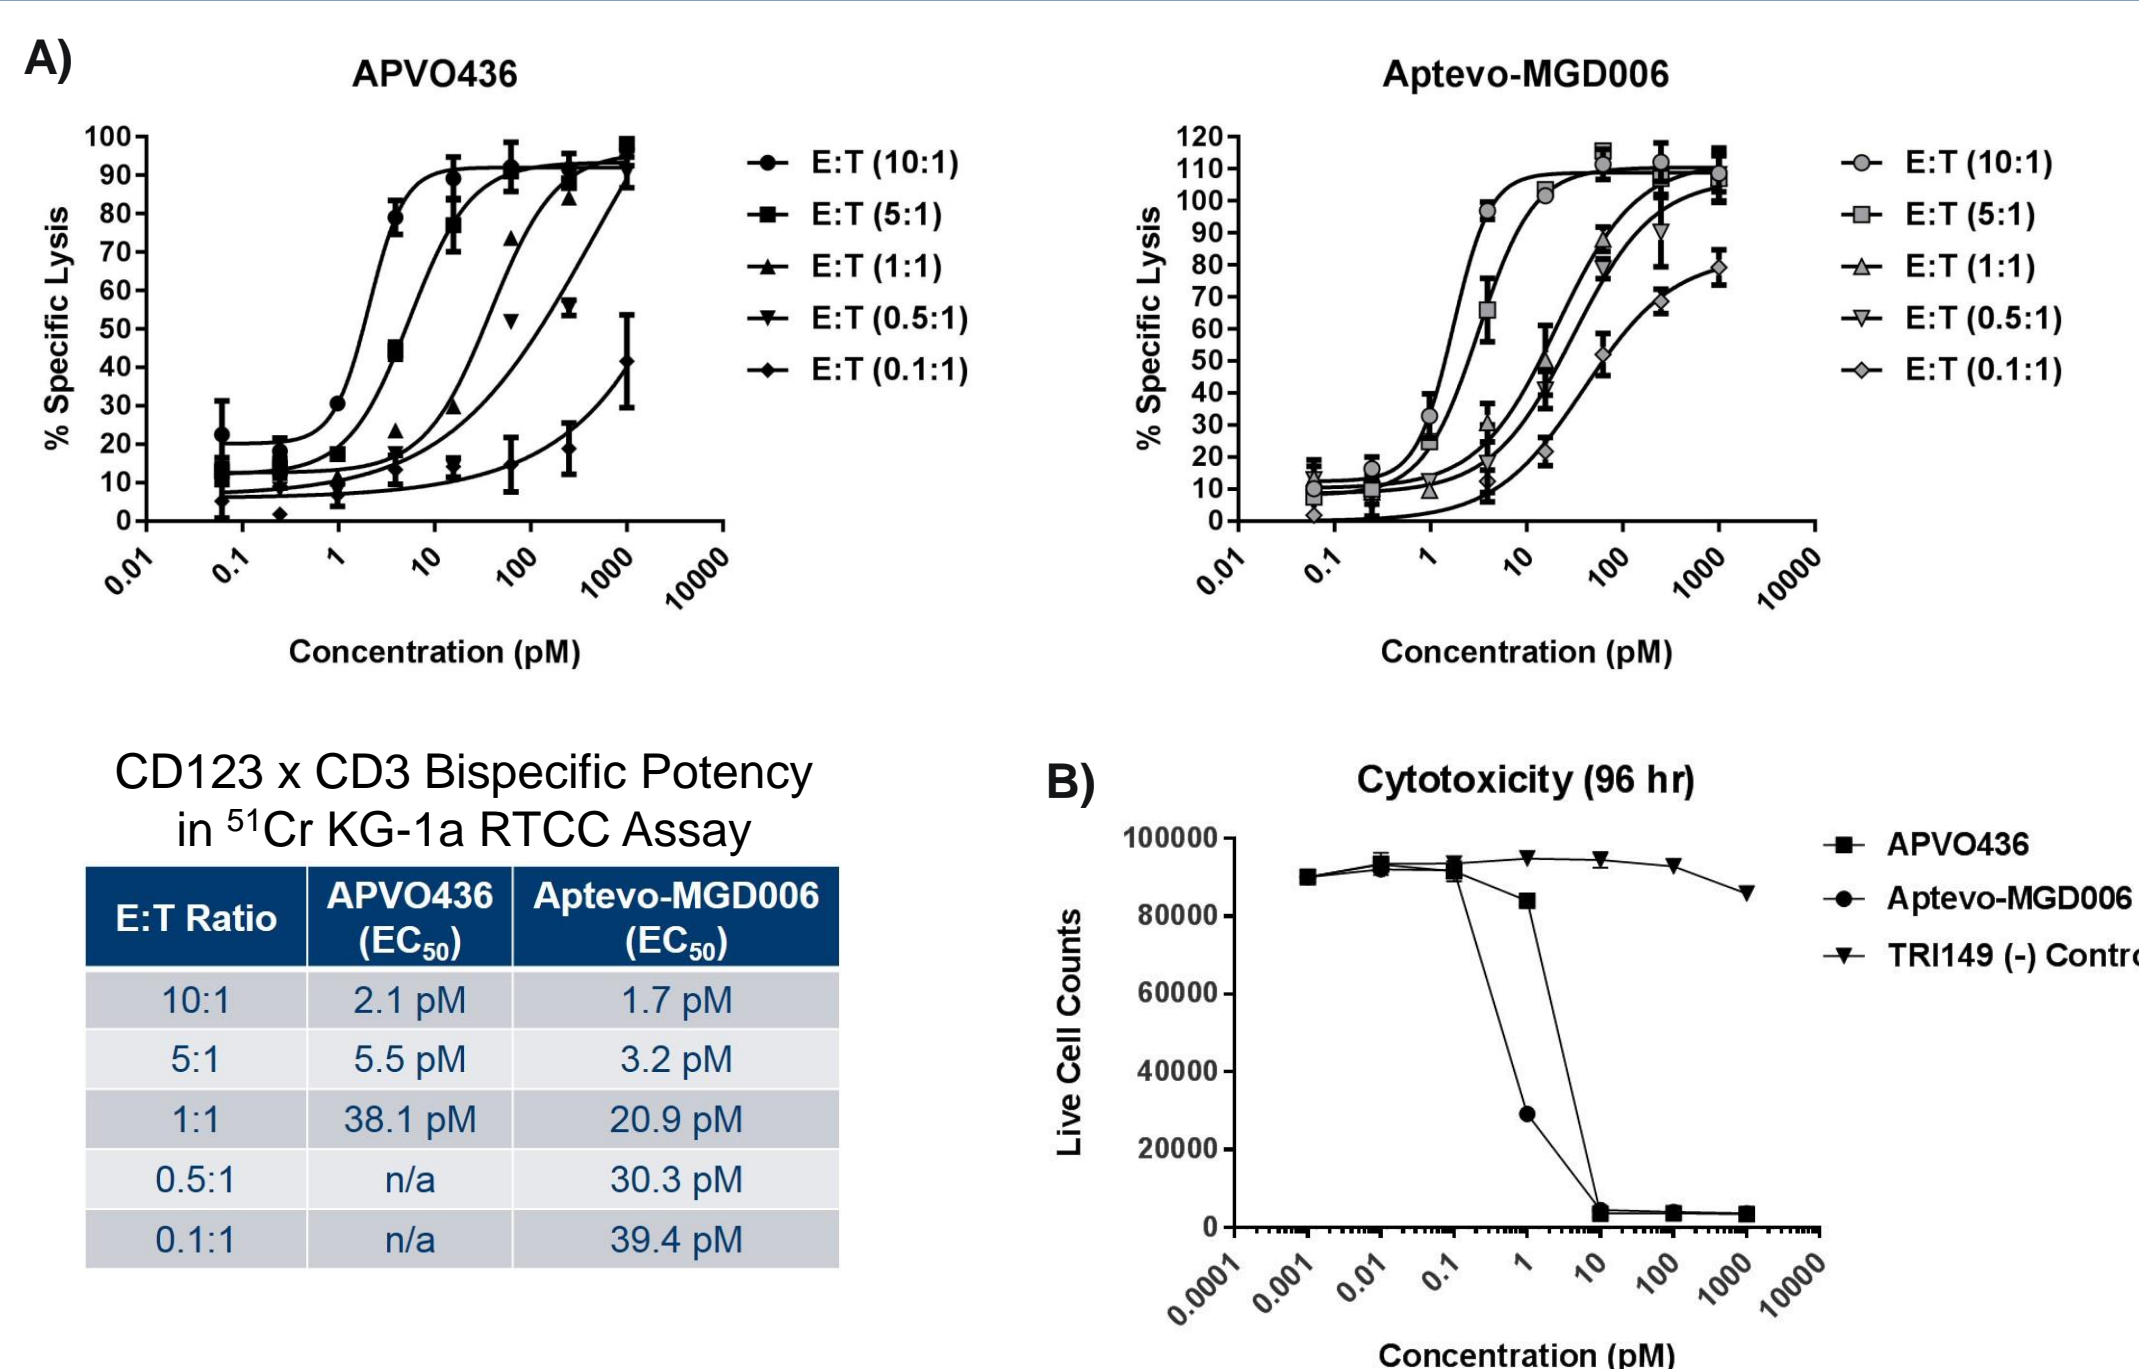 A)
APVO436
% Specific Lysis
100
90
80
70
60
50
40
30
20
10
0
0.01
0.1
1
10
100
1000
10000
Concentration (pM)
E:T (10:1)
E:T (5:1)
E:T (1:1)
E:T (0.5:1)
E:T (0.1:1)
Aptevo-MGD006
% Specific Lysis
120
110
100
90
80
70
60
50
40
30
20
10
0
0.01
0.1
1
10
100
1000
10000
Concentration (pM)
E:T (10:1)
E:T (5:1)
E:T (1:1)
E:T (0.5:1)
E:T (0.1:1)
CD123 x CD3 Bispecific Potency
in ⁵¹Cr KG-1a RTCC Assay
E:T Ratio APVO436 (EC₅₀) Aptevo-MGD006 (EC₅₀)
10:1 2.1 pM 1.7 pM
5:1 5.5 pM 3.2 pM
1:1 38.1 pM 20.9 pM
0.5:1 n/a 30.3 pM
0.1:1 n/a 39.4 pM
B)
Cytotoxicity (96 hr)
Live Cell Counts
100000
80000
60000
40000
20000
0
0.0001
0.001
0.01
0.1
1
10
100
1000
10000
Concentration (pM)
APVO436
Aptevo-MGD006
TRI149 (-) Contro